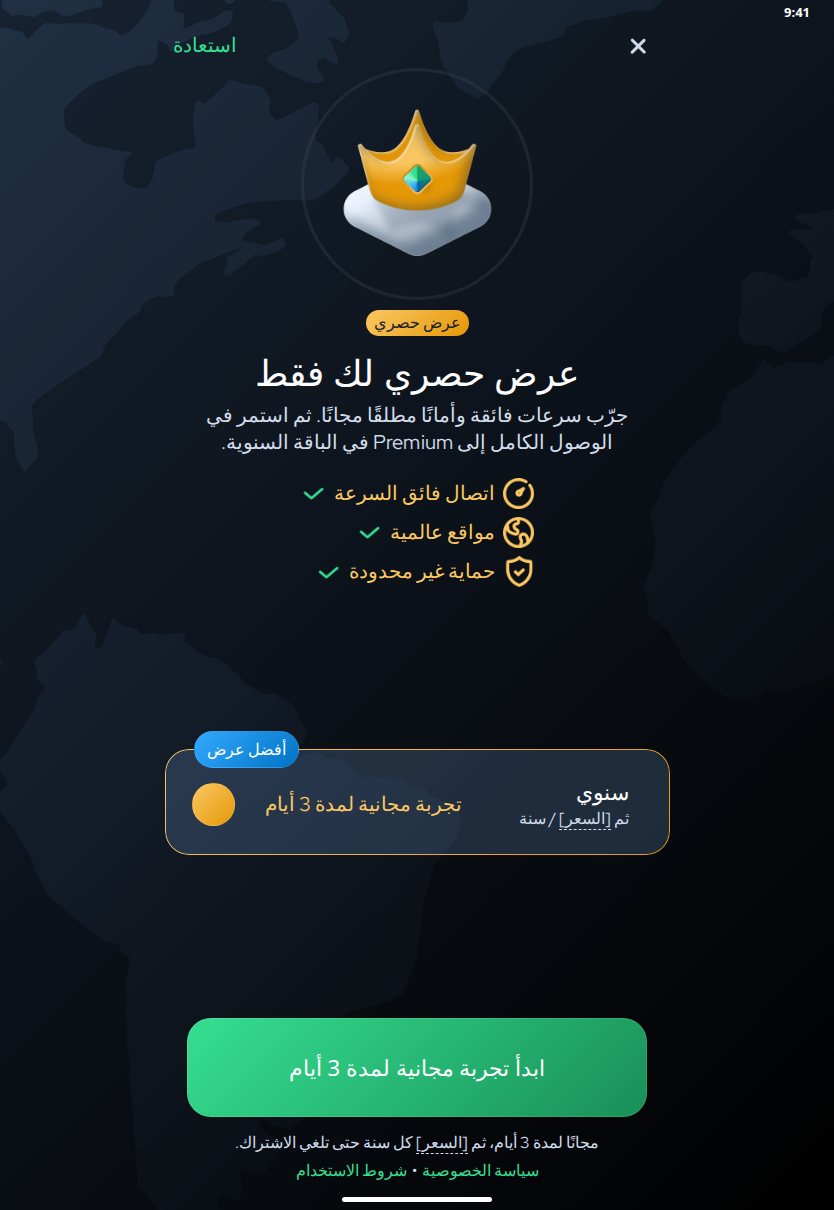 9:41
استعادة
عرض حصري
عرض حصري لك فقط
جرّب سرعات فائقة وأمانًا مطلقًا مجانًا. ثم استمر في
الوصول الكامل إلى Premium في الباقة السنوية.
اتصال فائق السرعة
مواقع عالمية
حماية غير محدودة
أفضل عرض
سنوي
ثم [السعر] / سنة
تجربة مجانية لمدة 3 أيام
ابدأ تجربة مجانية لمدة 3 أيام
مجانًا لمدة 3 أيام، ثم [السعر] كل سنة حتى تلغي الاشتراك.
سياسة الخصوصية • شروط الاستخدام